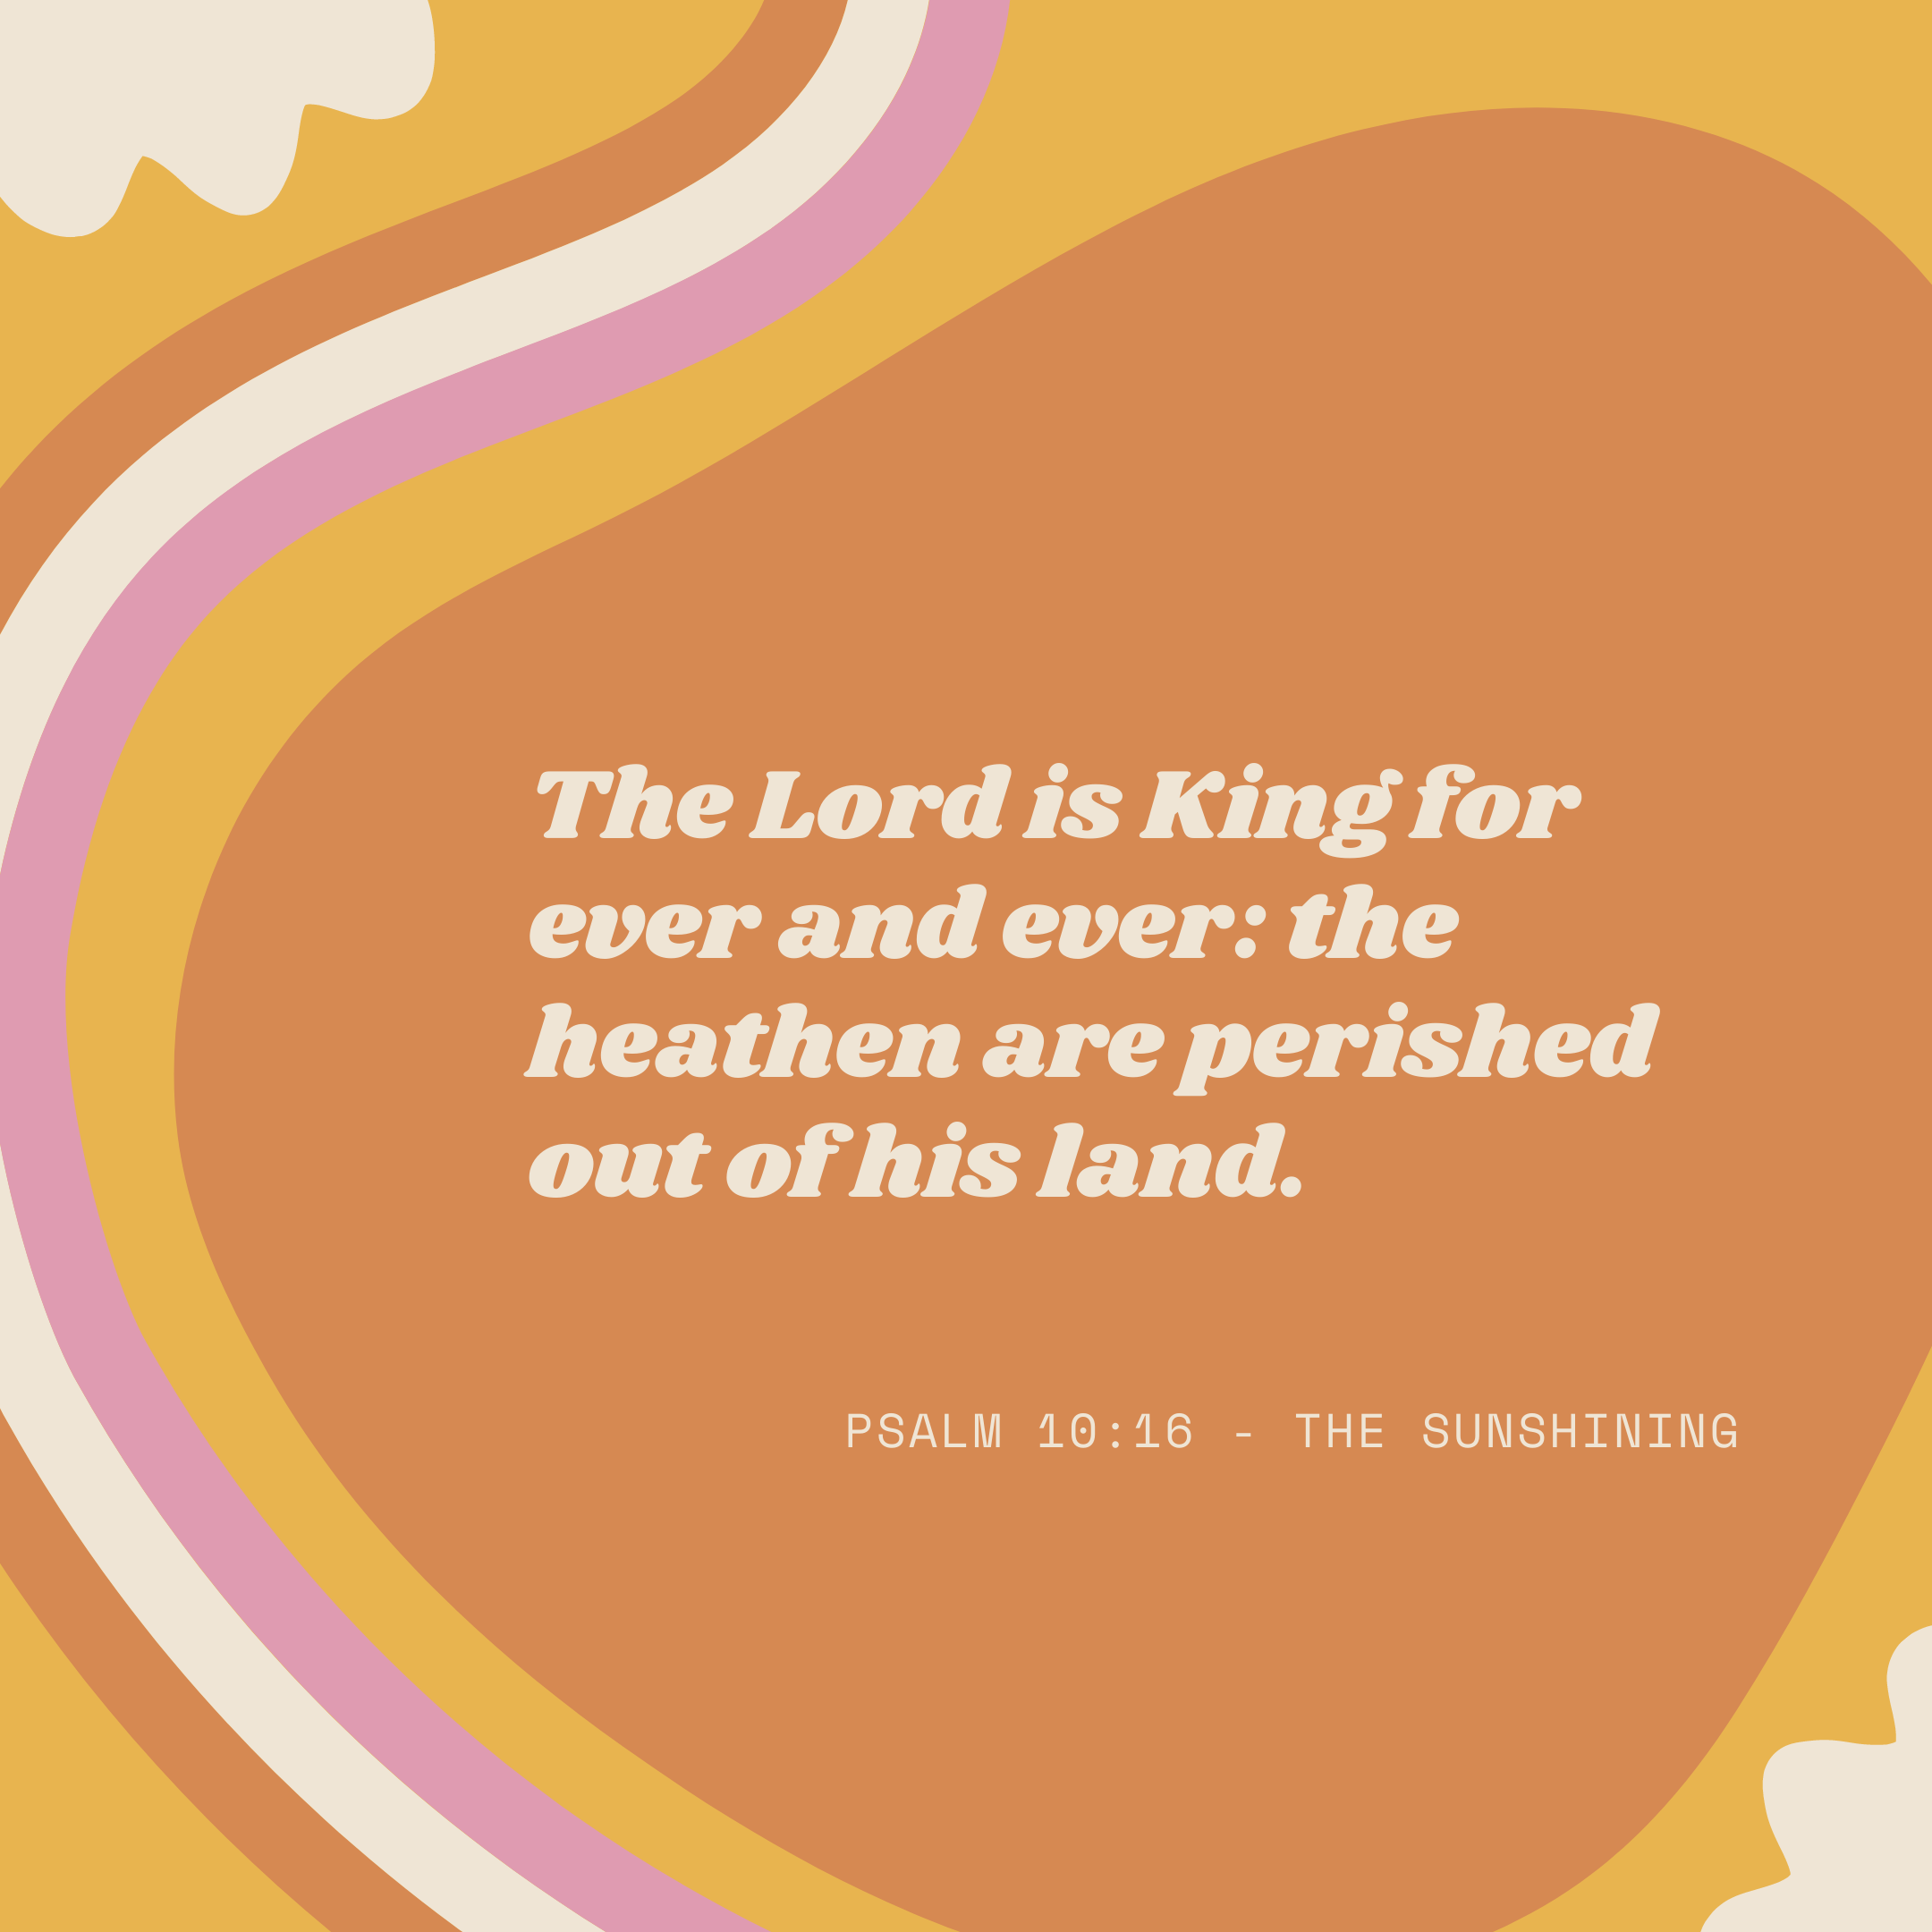 The Lord is King for
ever and ever: the
heathen are perished
out of his land.
PSALM 10:16 - THE SUNSHINING